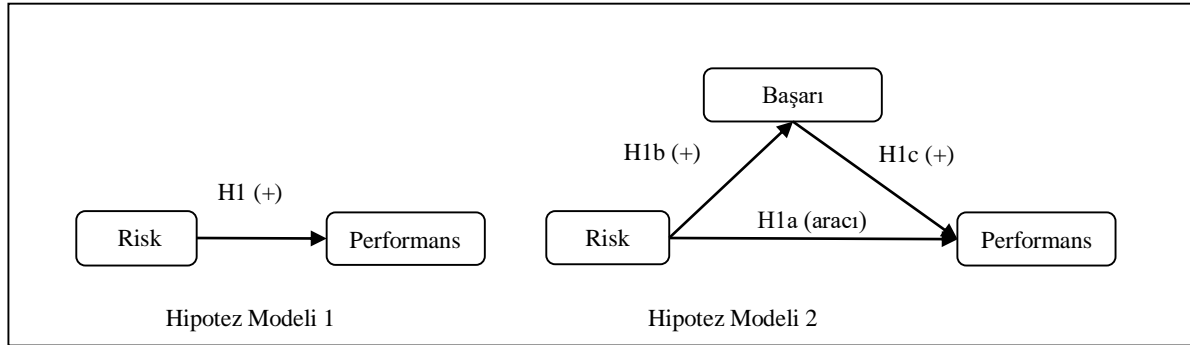 H1 (+)
Risk
Performans
Hipotez Modeli 1
Başarı
H1b (+)
H1c (+)
H1a (aracı)
Risk
Performans
Hipotez Modeli 2